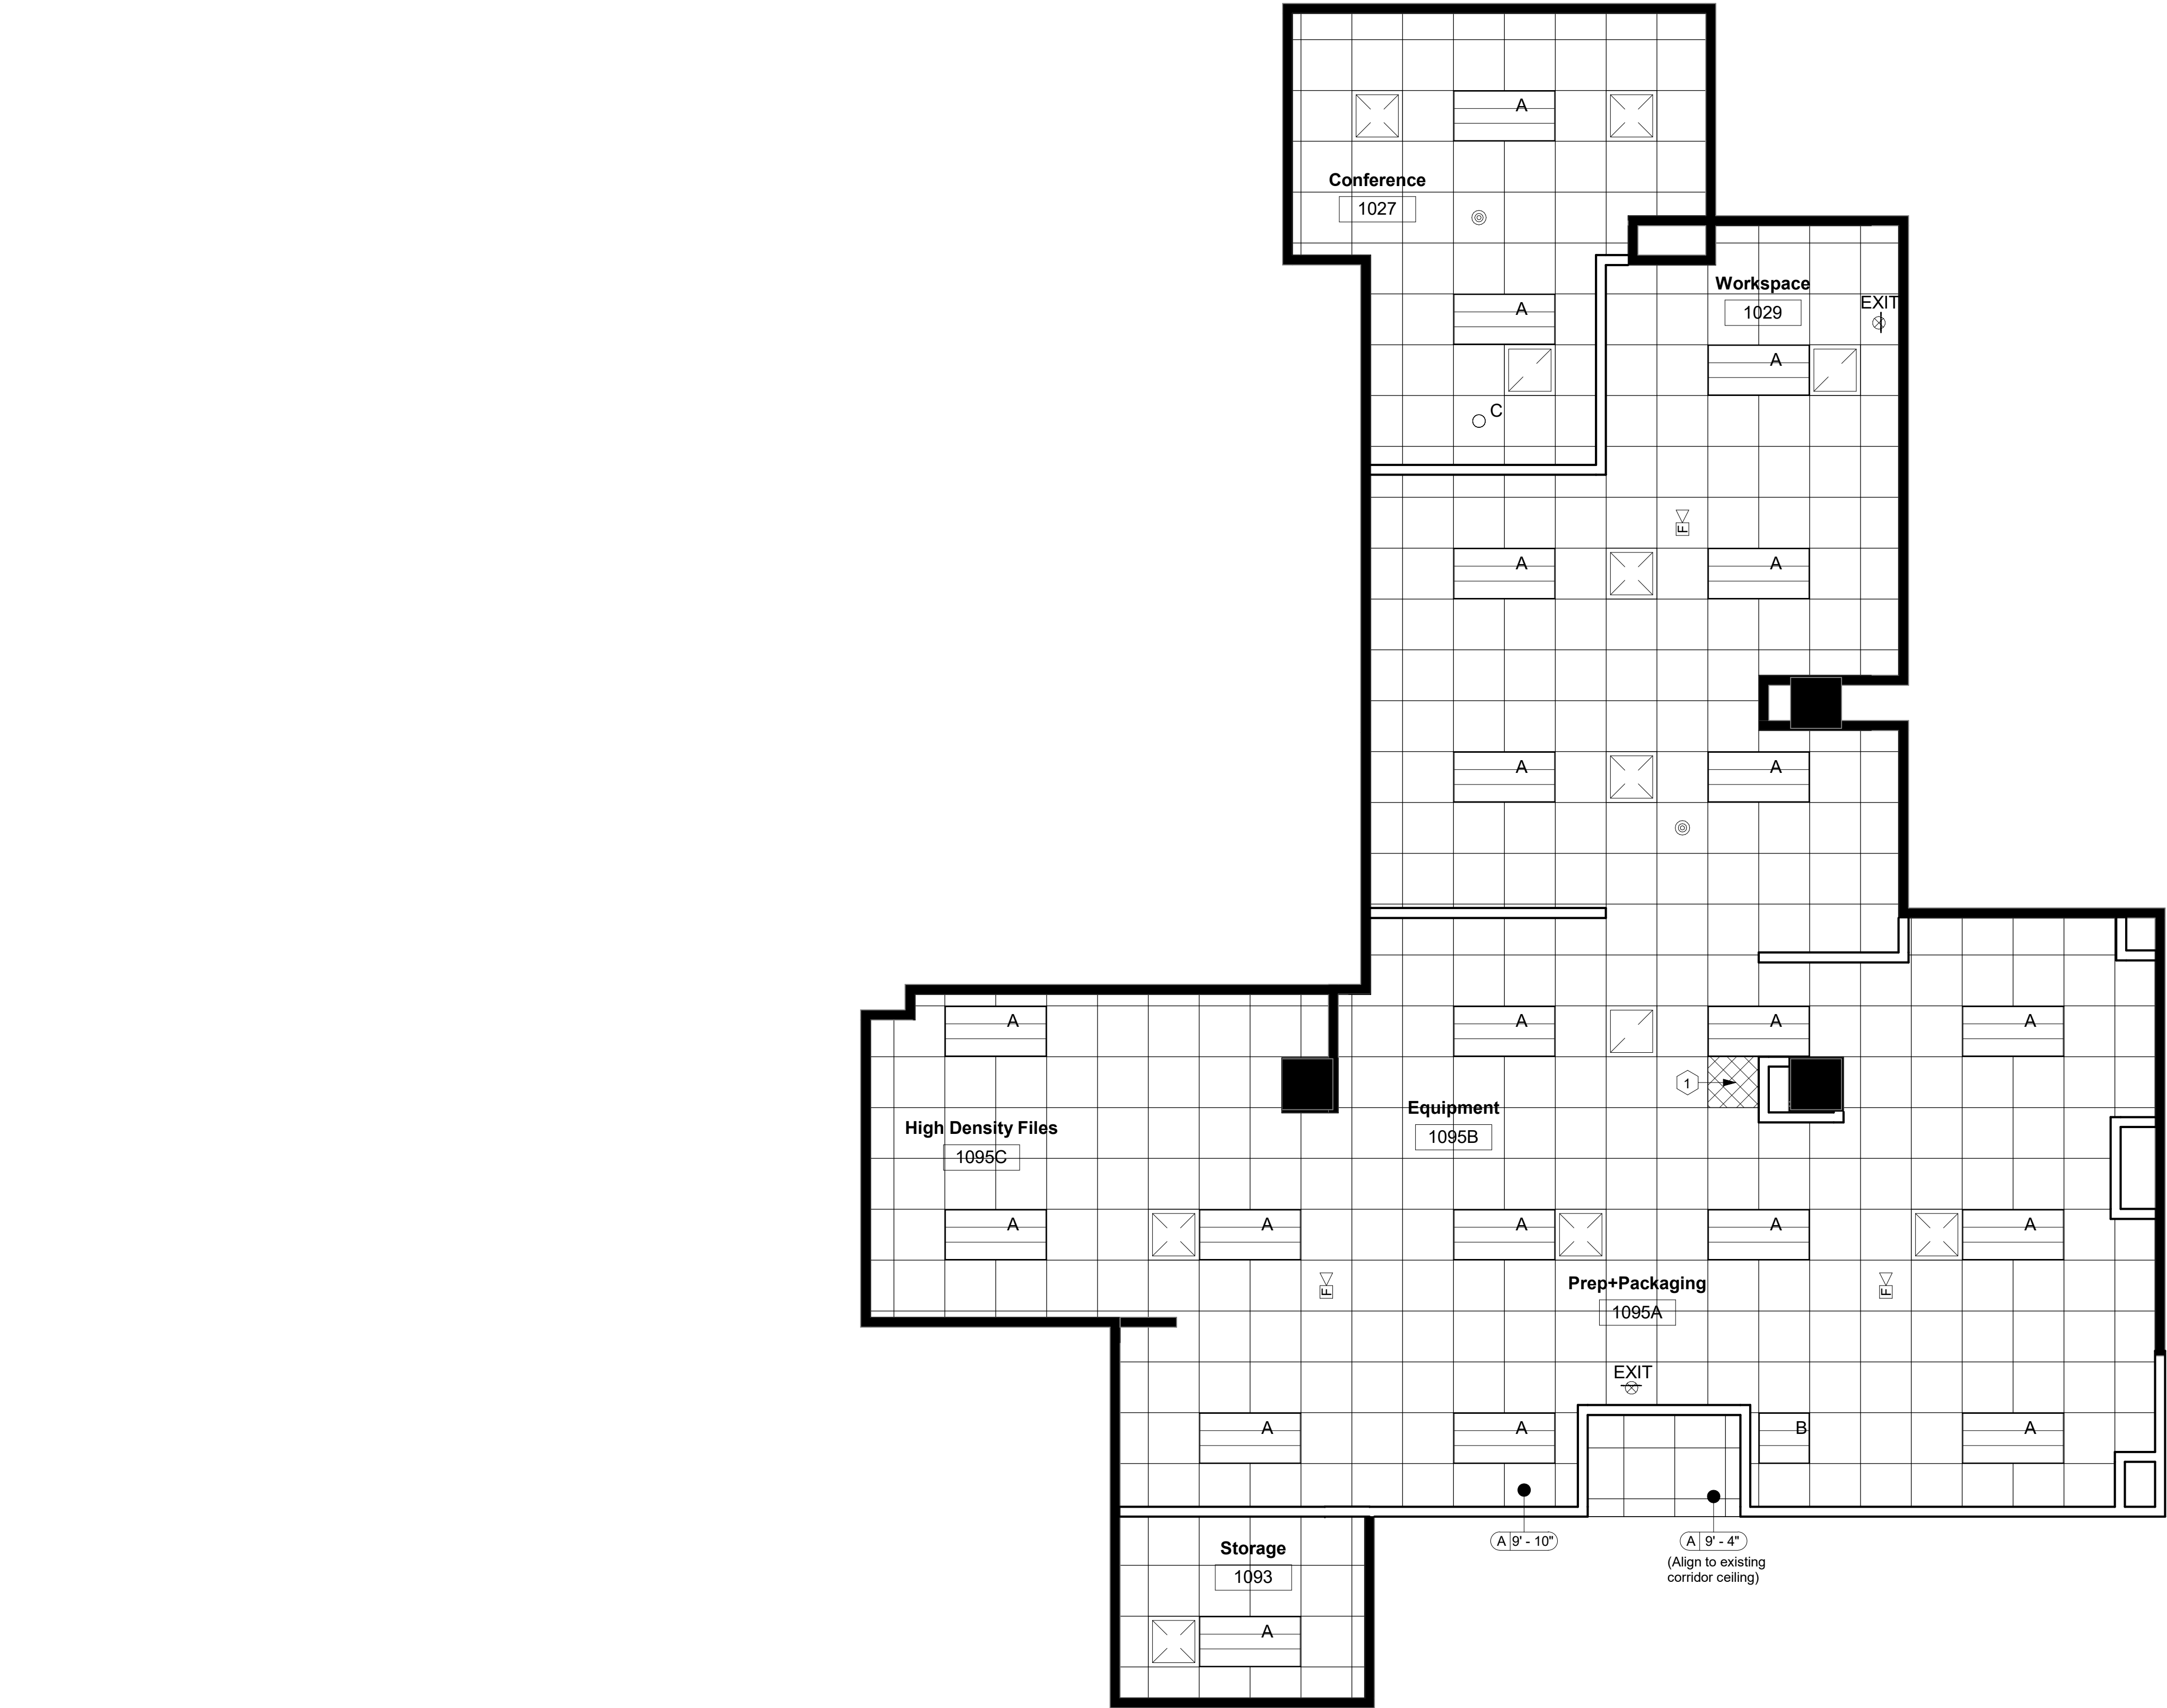 A
Conference
1027
Workspace
1029
EXIT
A
A
C
F
A
A
A
A
A
A
A
A
1
Equipment
1095B
High Density Files
1095C
A
A
A
A
A
F
F
Prep+Packaging
1095A
EXIT
A
A
B
A
A 9' - 10"
A 9' - 4"
(Align to existing
corridor ceiling)
Storage
1093
A